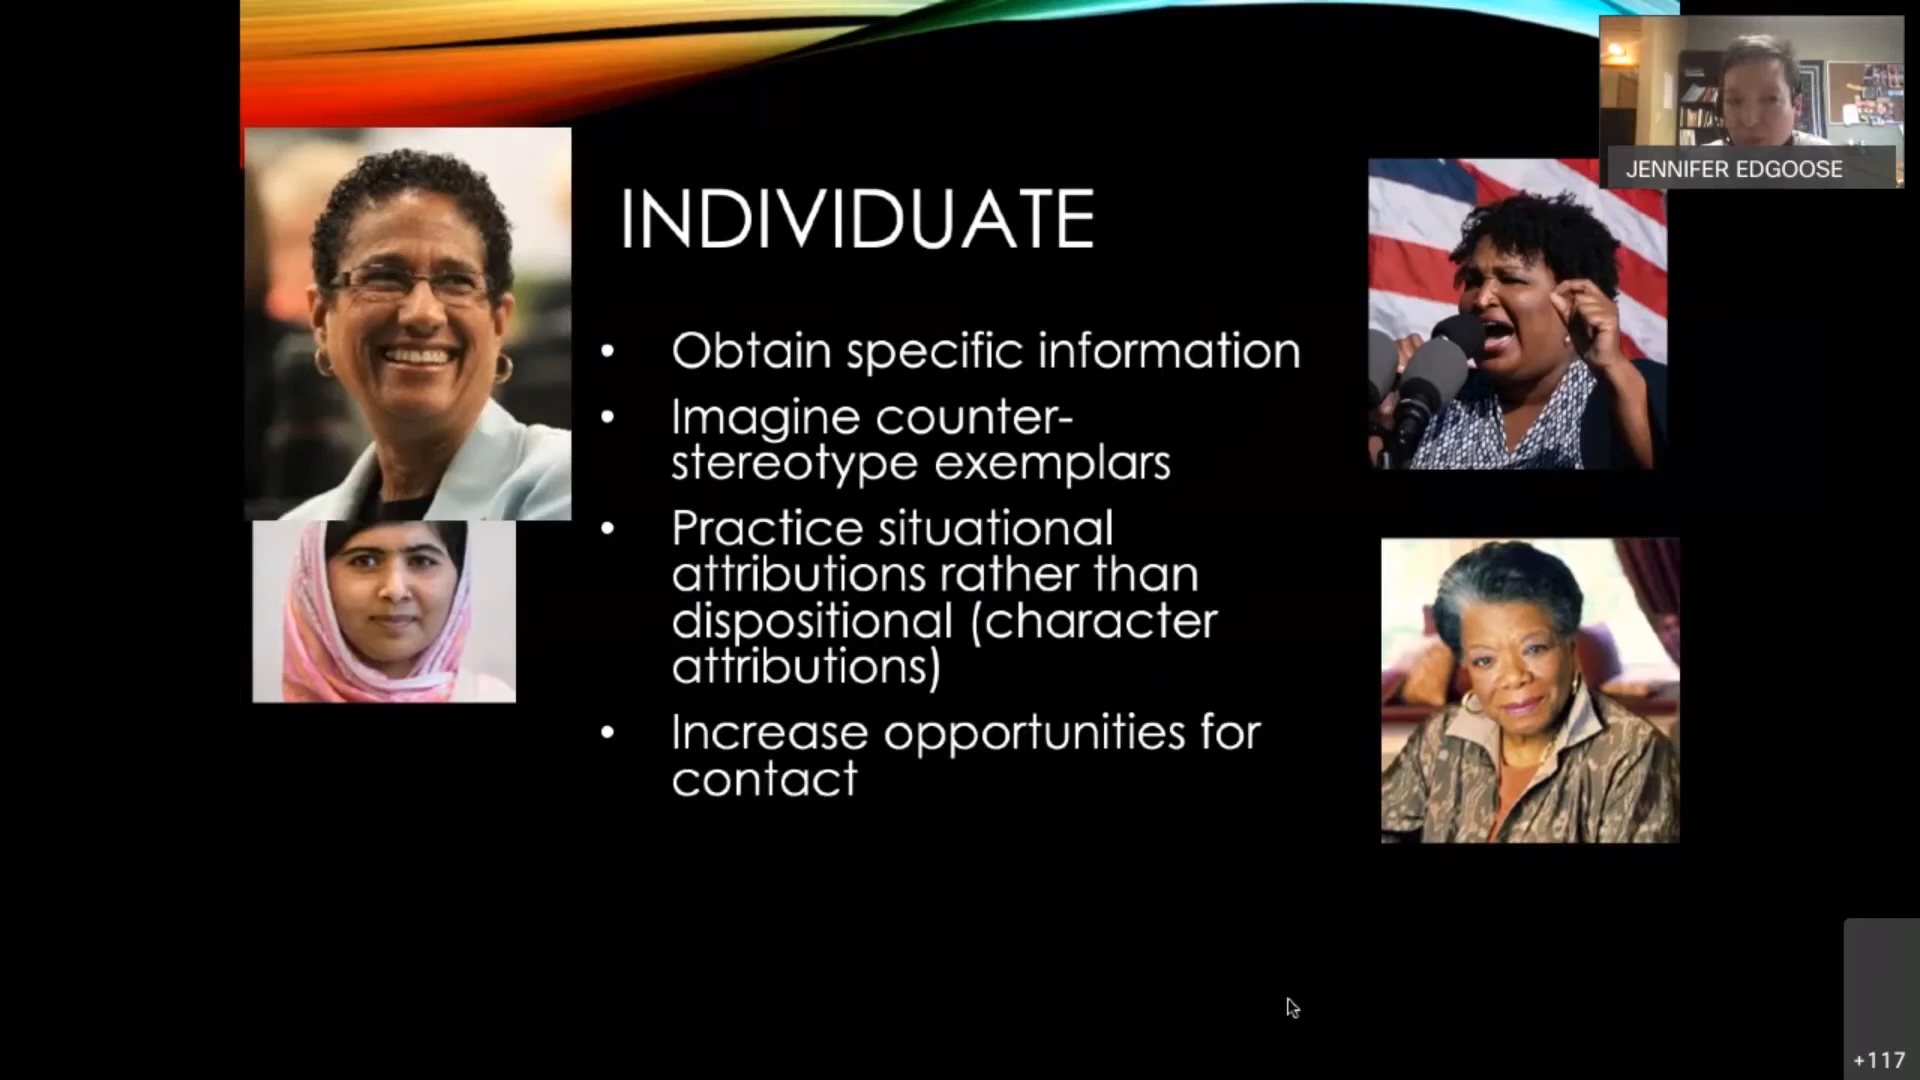 JENNIFER EDGOOSE
INDIVIDUATE
• Obtain specific information
• Imagine counter-
stereotype exemplars
• Practice situational
attributions rather than
dispositional (character
attributions)
• Increase opportunities for
contact
+117